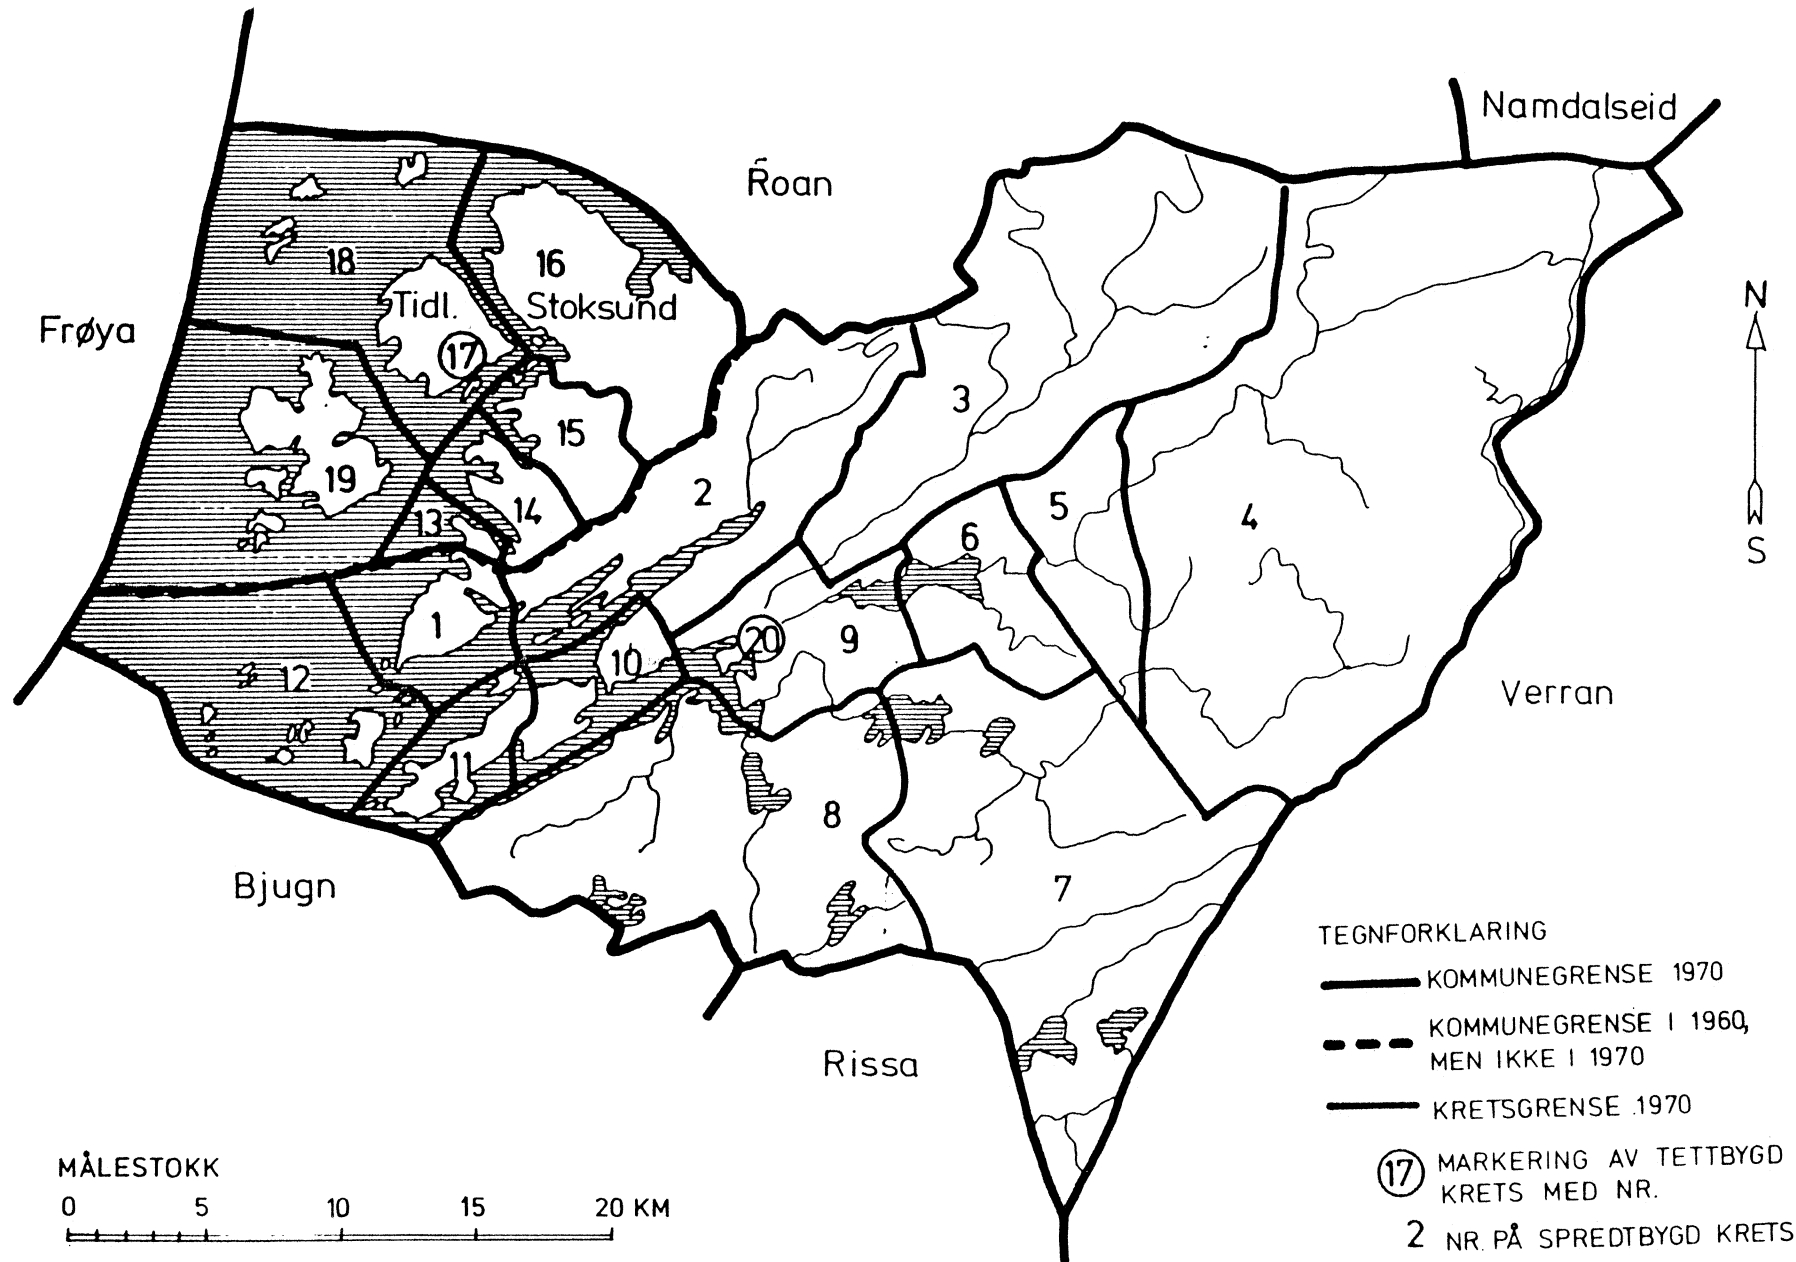 Namdalseid
Roan
18
16
Tidl. Stoksund
Frøya
17
N
3
15
19
2
14
5
4
13
6
S
1
20
9
10
12
Verran
11
8
Bjugn
7
TEGNFORKLARING
KOMMUNEGRENSE 1970
KOMMUNEGRENSE I 1960,
MEN IKKE I 1970
Rissa
KRETSGRENSE 1970
17 MARKERING AV TETTBYGD
KRETS MED NR.
2 NR. PÅ SPREDTBYGD KRETS
MÅLESTOKK
0 5 10 15 20 KM